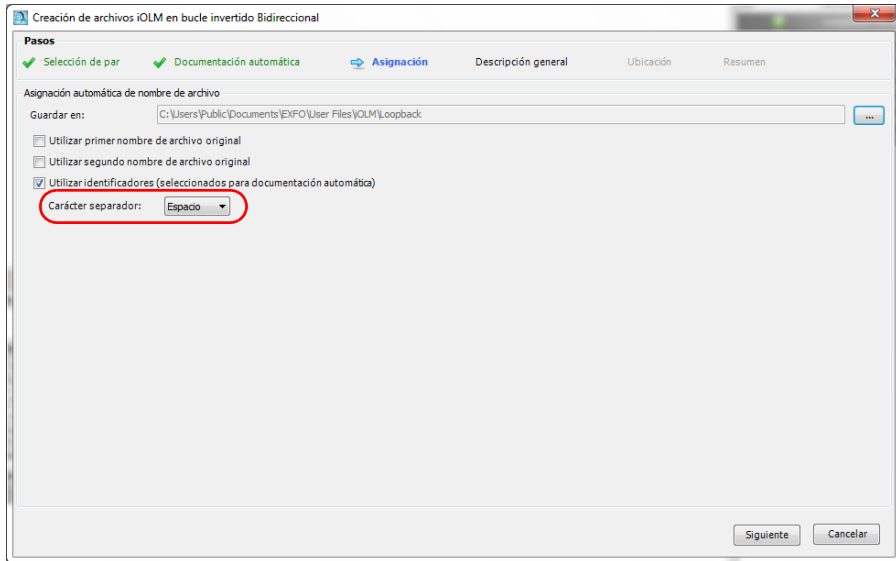 Creación de archivos iOLM en bucle invertido Bidireccional
Pasos
Selección de par Documentación automática Asignación Descripción general Ubicación Resumen
Asignación automática de nombre de archivo
Guardar en: C:\Users\Public\Documents\EXFO\User Files\iOLM\Loopback ...
Utilizar primer nombre de archivo original
Utilizar segundo nombre de archivo original
Utilizar identificadores (seleccionados para documentación automática)
Carácter separador: Espacio
Siguiente Cancelar